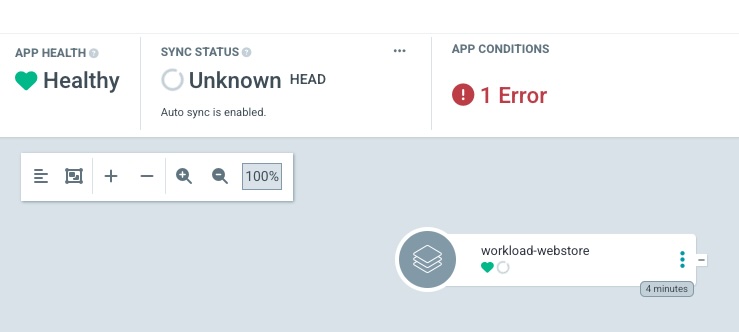 APP HEALTH
Healthy
SYNC STATUS
Unknown HEAD
Auto sync is enabled.
APP CONDITIONS
1 Error
100%
workload-webstore
4 minutes